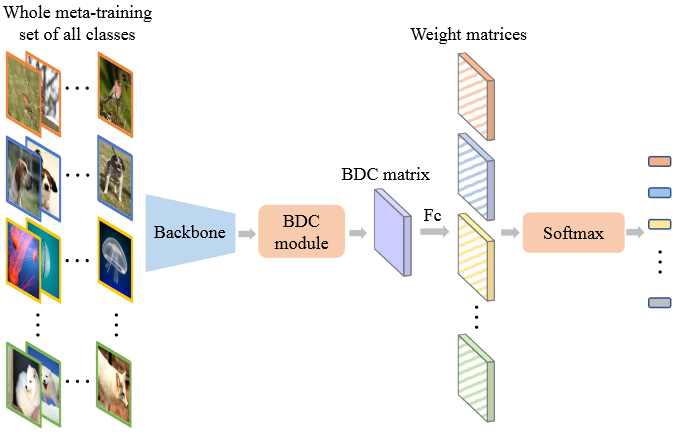 Whole meta-training
set of all classes
Weight matrices
BDC matrix
Backbone
BDC
module
Fc
Softmax